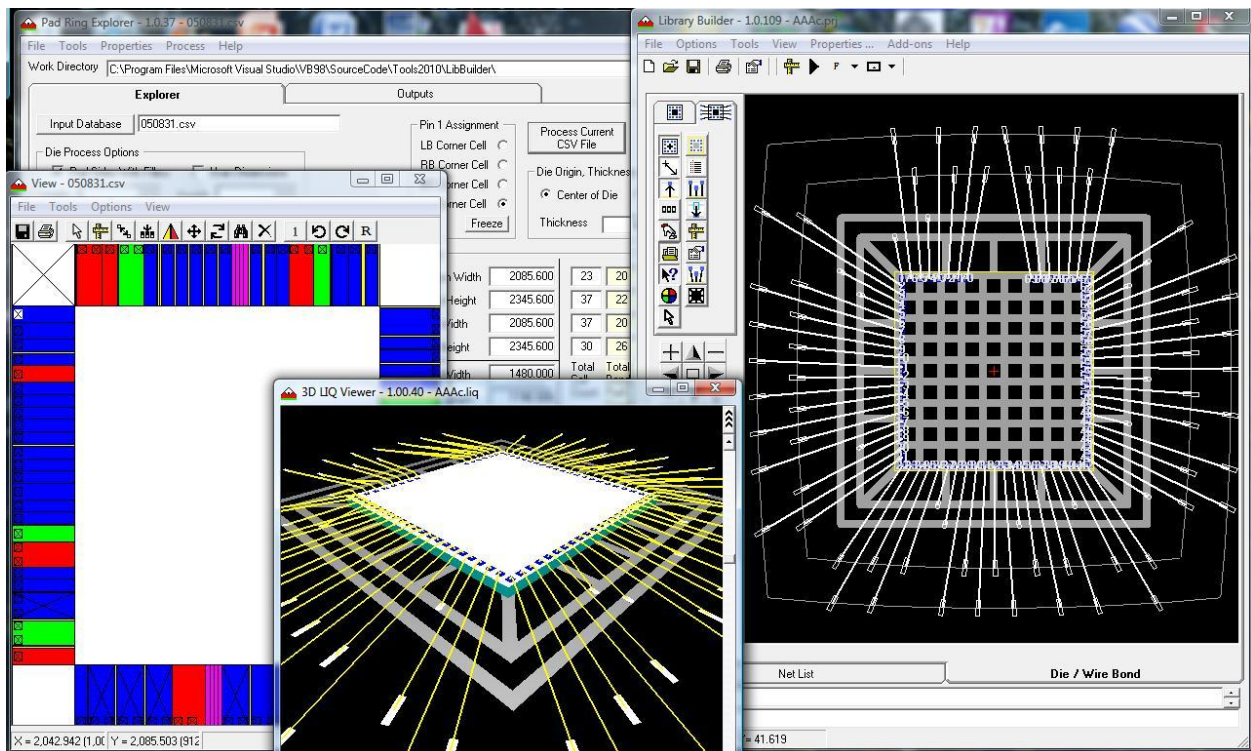 Pad Ring Explorer - 1.0.37 - 050831.csv
File Tools Properties Process Help
Work Directory C:\Program Files\Microsoft Visual Studio\VB98\SourceCode\Tools2010\LibBuilder\
Explorer Outputs
Input Database 050831.csv
Pin 1 Assignment
LB Corner Cell
RB Corner Cell
orner Cell
orner Cell
Freeze
Process Current
CSV File
Die Process Options
Die Origin, Thickness
Center of Die
Thickness
Width 2085.600 23 20
Height 2345.600 37 22
Width 2085.600 37 20
Height 2345.600 30 26
Width 1480.000 Total Total
View - 050831.csv
File Tools Options View
1 R
X = 2,042.942 (1,0 Y = 2,085.503 (912
3D LIQ Viewer - 1.00.40 - AAAc.liq
Library Builder - 1.0.109 - AAAc.prj
File Options Tools View Properties ... Add-ons Help
F
Net List Die / Wire Bond
Y= 41.619